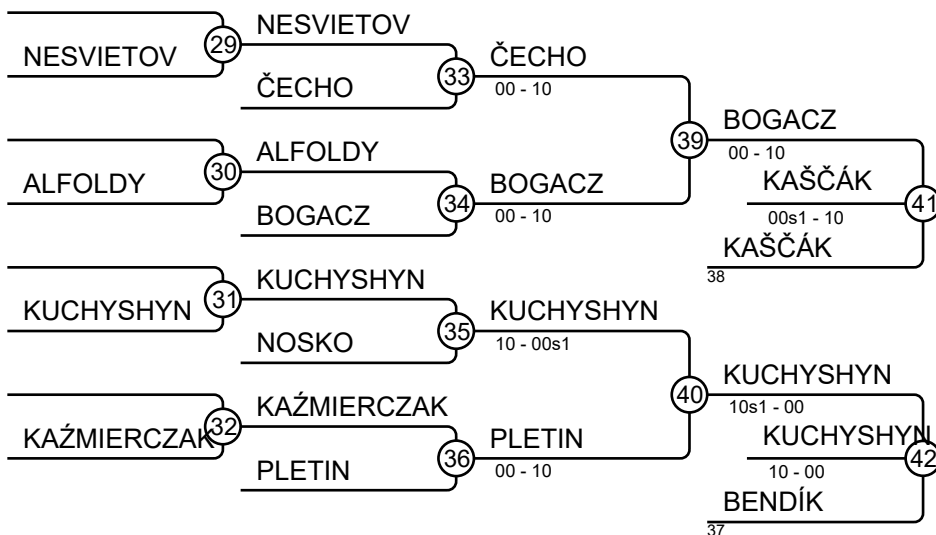 NESVIETOV
29
NESVIETOV
ČECHO
33
ČECHO
00 - 10
ALFOLDY
30
ALFOLDY
BOGACZ
34
BOGACZ
00 - 10
39
BOGACZ
00 - 10
KAŠČÁK
00s1 - 10
41
KAŠČÁK
38
KUCHYSHYN
31
KUCHYSHYN
NOSKO
35
KUCHYSHYN
10 - 00s1
KAŹMIERCZAK
32
KAŹMIERCZAK
PLETIN
36
PLETIN
00 - 10
40
KUCHYSHYN
10s1 - 00
KUCHYSHYN
10 - 00
42
BENDÍK
37